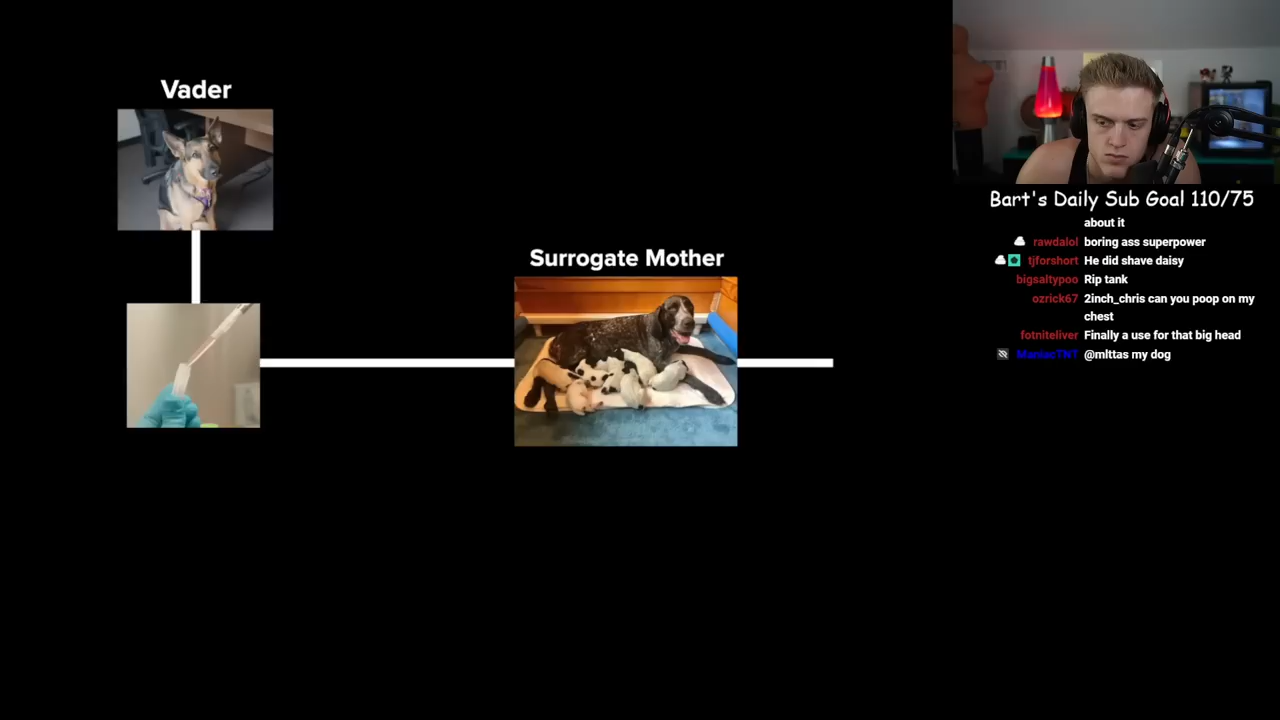 Vader
Surrogate Mother
Bart's Daily Sub Goal 110/75
about it
rawdalol boring ass superpower
tjforshort He did shave daisy
bigsaltypoo Rip tank
ozrick67 2inch_chris can you poop on my
chest
fotniteliver Finally a use for that big head
ManiacTNT @mlttas my dog